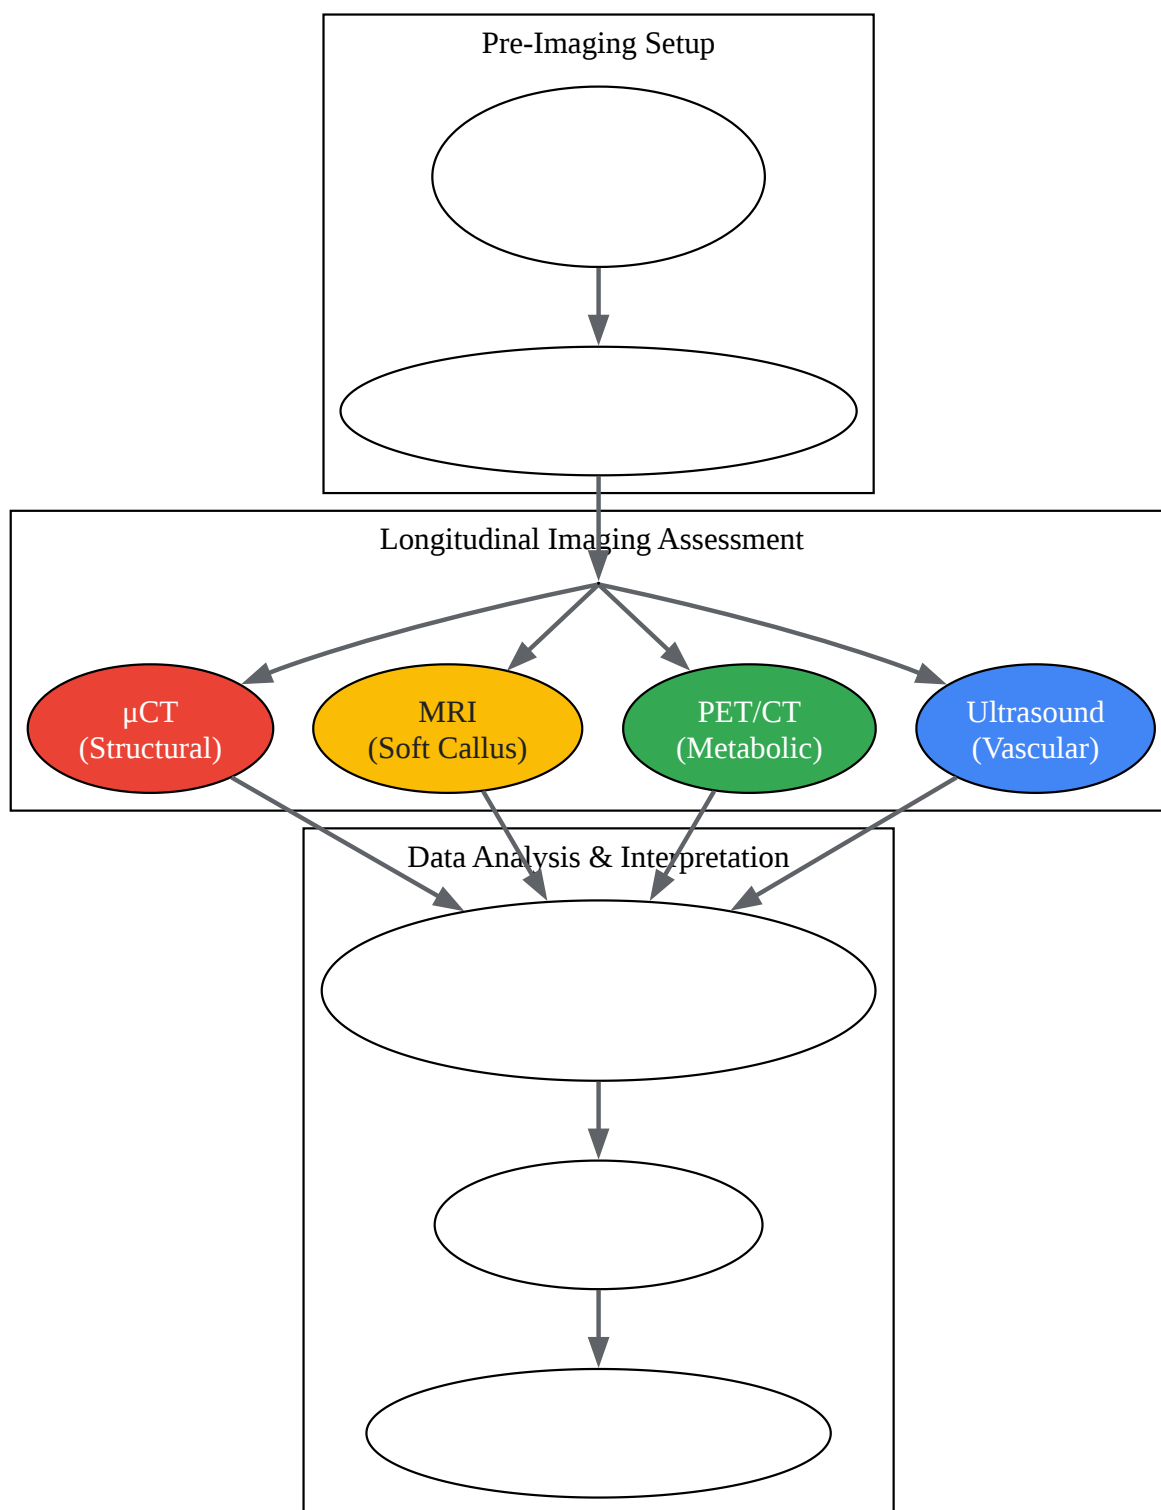 Pre-Imaging Setup
Longitudinal Imaging Assessment
μCT
(Structural)
MRI
(Soft Callus)
PET/CT
(Metabolic)
Ultrasound
(Vascular)
Data Analysis & Interpretation